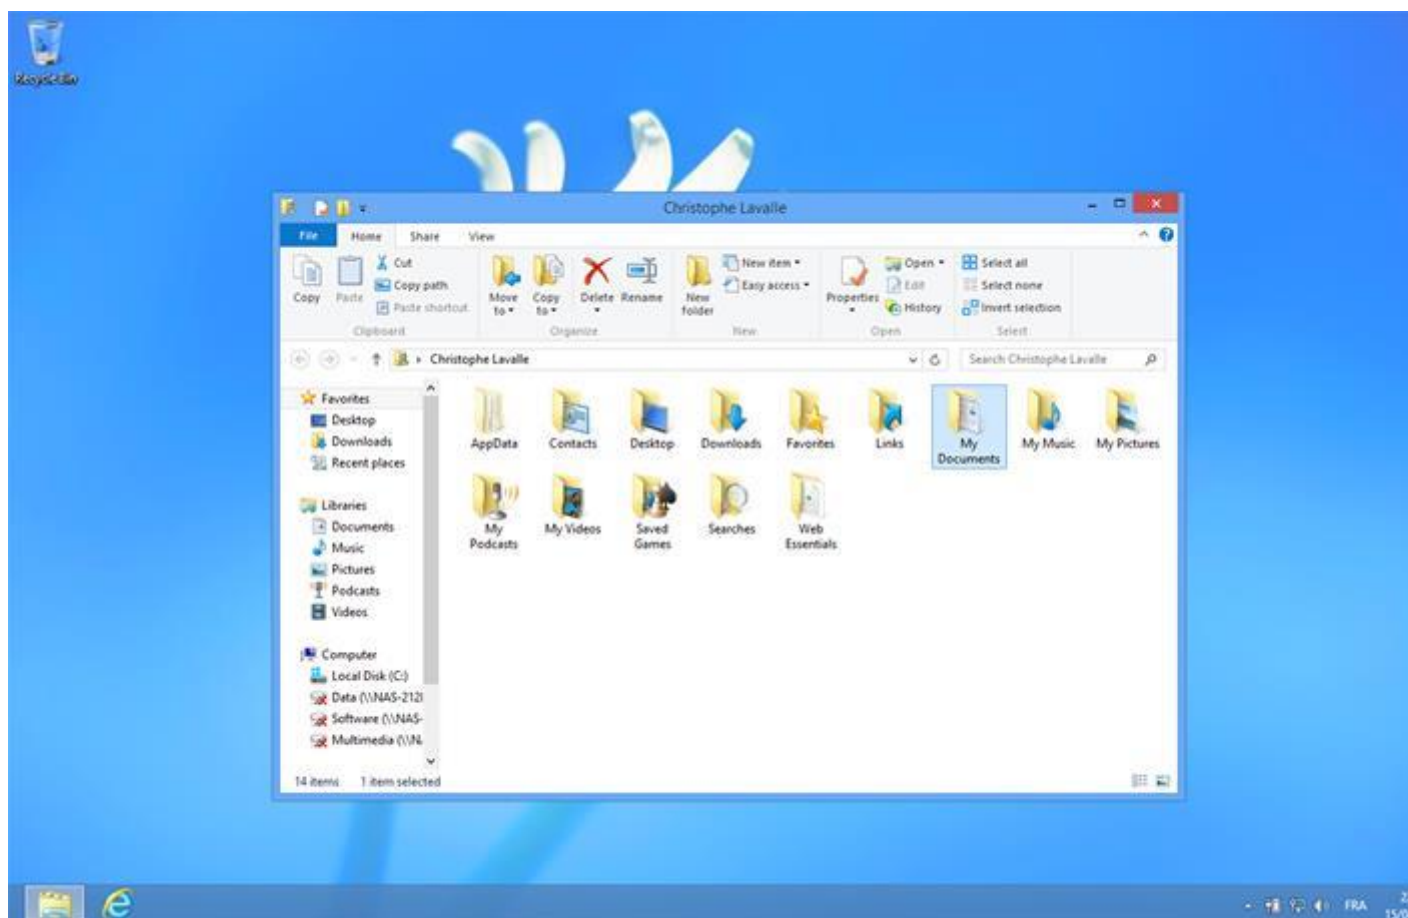 Recycle Bin
Christophe Lavalle
File Home Share View
Copy
Paste
Cut
Copy path
Paste shortcut
Clipboard
Move to
Copy to
Delete
Rename
Organize
New folder
New item
Easy access
New
Properties
Open
Edit
History
Open
Select all
Select none
Invert selection
Select
Christophe Lavalle
Search Christophe Lavalle
Favorites
Desktop
Downloads
Recent places
Libraries
Documents
Music
Pictures
Podcasts
Videos
Computer
Local Disk (C:)
Data (\\NAS-212
Software (\\NAS-
Multimedia (\\N
AppData
Contacts
Desktop
Downloads
Favorites
Links
My
Documents
My Music
My Pictures
My
Podcasts
My Videos
Saved
Games
Searches
Web
Essentials
14 items 1 item selected
FRA